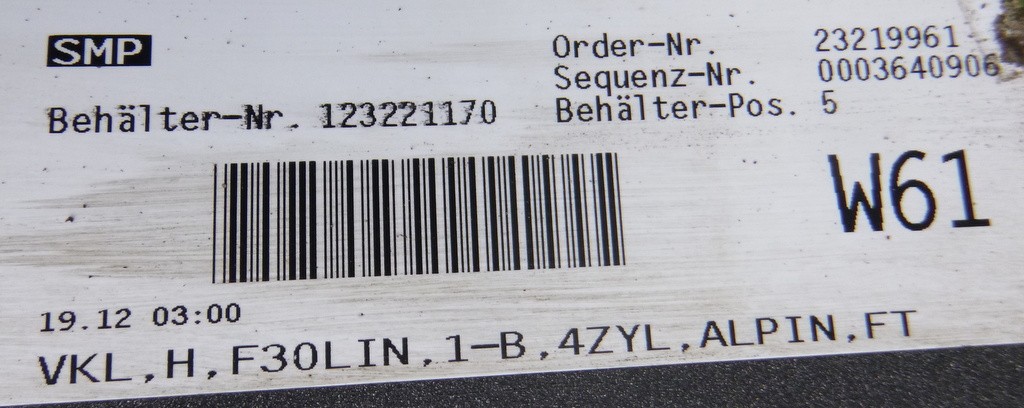 SMP
Order-Nr. 23219961
Sequenz-Nr. 0003640906
Behälter-Nr. 123221170
Behälter-Pos. 5
W61
19.12 03:00
VKL,H,F30LIN,1-B,4ZYL,ALPIN,FT